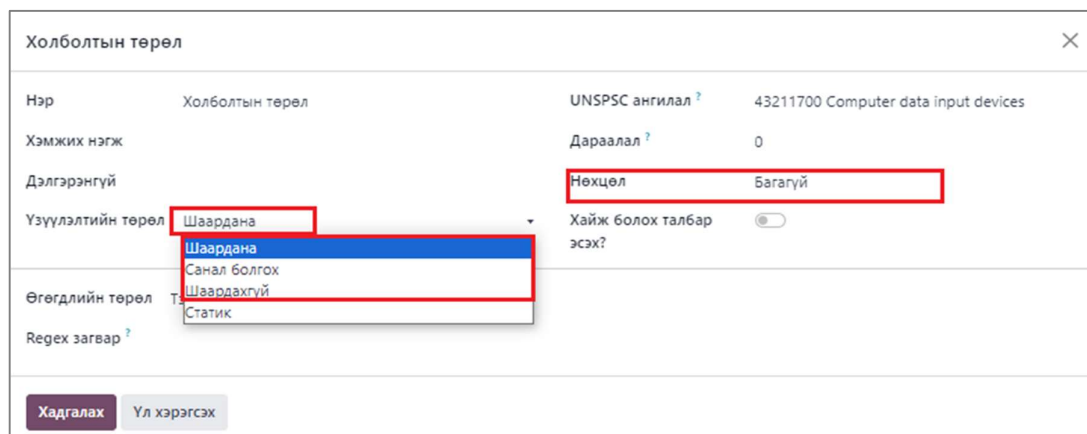 Холболтын төрөл
Нэр Холболтын төрөл UNSPSC ангилал ? 43211700 Computer data input devices
Хэмжих нэгж Дараалал ? 0
Дэлгэрэнгүй Нөхцөл Багагүй
Үзүүлэлтийн төрөл Шаардана Хайж болох талбар
эсэх?
Шаардана
Санал болгох
Шаардахгүй
Статик
Өгөгдлийн төрөл
Regex загвар ?
Хадгалах Үл хэрэгсэх